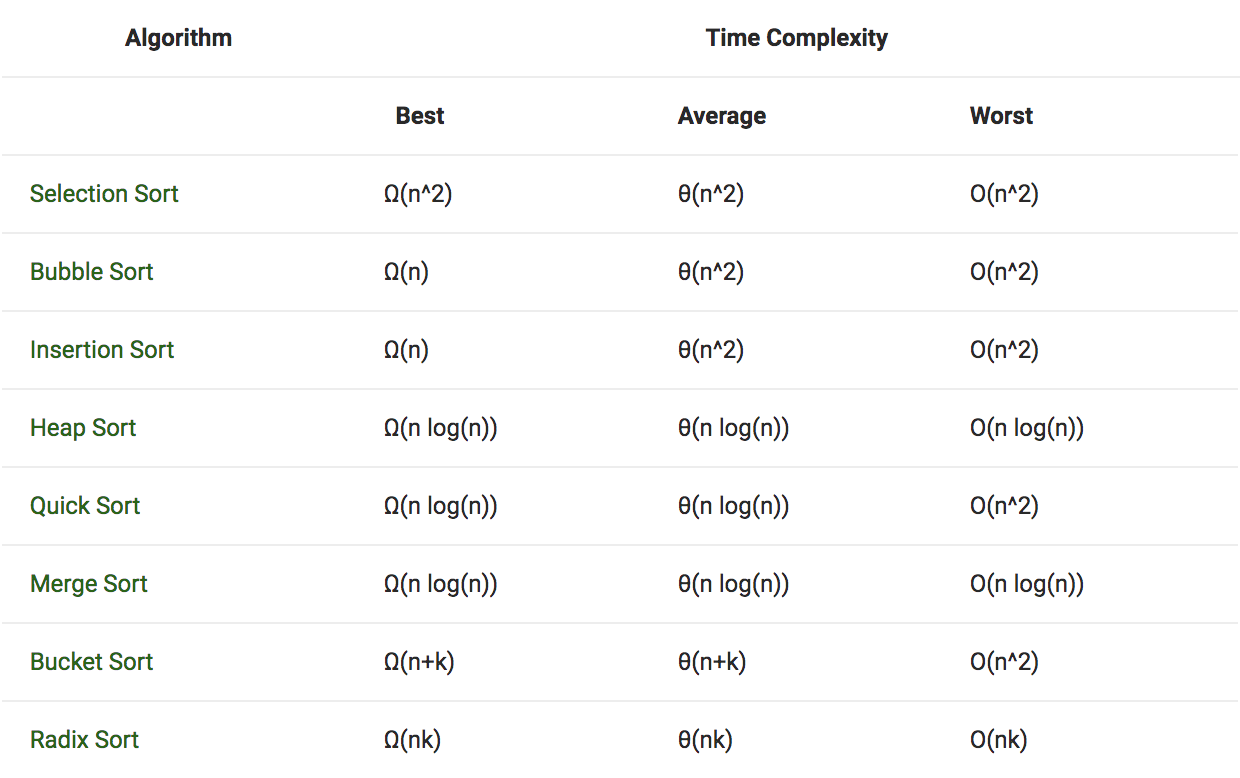 Algorithm Time Complexity
Best Average Worst
Selection Sort Ω(n^2) θ(n^2) O(n^2)
Bubble Sort Ω(n) θ(n^2) O(n^2)
Insertion Sort Ω(n) θ(n^2) O(n^2)
Heap Sort Ω(n log(n)) θ(n log(n)) O(n log(n))
Quick Sort Ω(n log(n)) θ(n log(n)) O(n^2)
Merge Sort Ω(n log(n)) θ(n log(n)) O(n log(n))
Bucket Sort Ω(n+k) θ(n+k) O(n^2)
Radix Sort Ω(nk) θ(nk) O(nk)